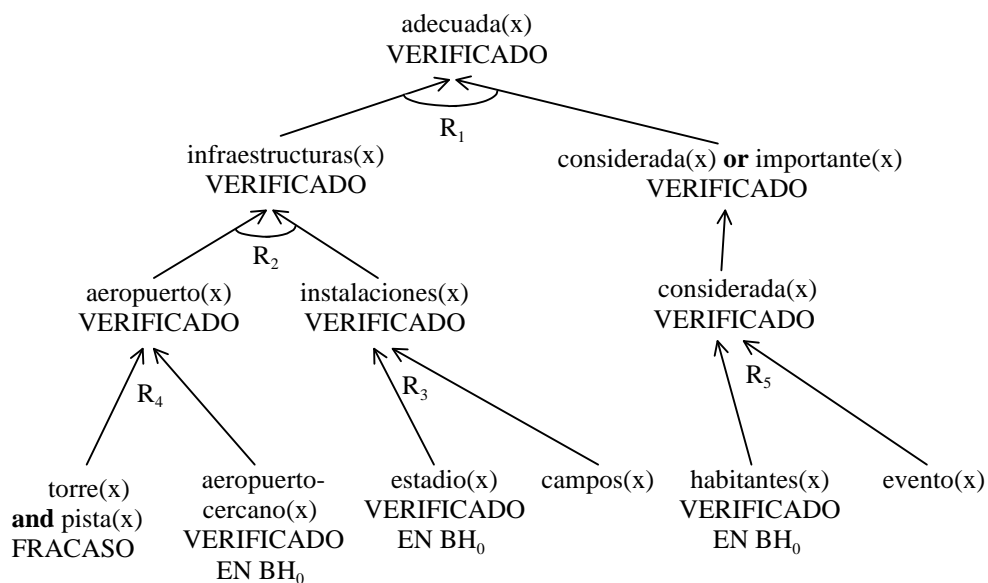 adecuada(x)
VERIFICADO
R1
infraestructuras(x)
VERIFICADO
considerada(x) or importante(x)
VERIFICADO
R2
aeropuerto(x)
VERIFICADO
instalaciones(x)
VERIFICADO
considerada(x)
VERIFICADO
R4
R3
R5
torre(x)
and pista(x)
FRACASO
aeropuerto-
cercano(x)
VERIFICADO
EN BH0
estadio(x)
VERIFICADO
EN BH0
campos(x)
habitantes(x)
VERIFICADO
EN BH0
evento(x)